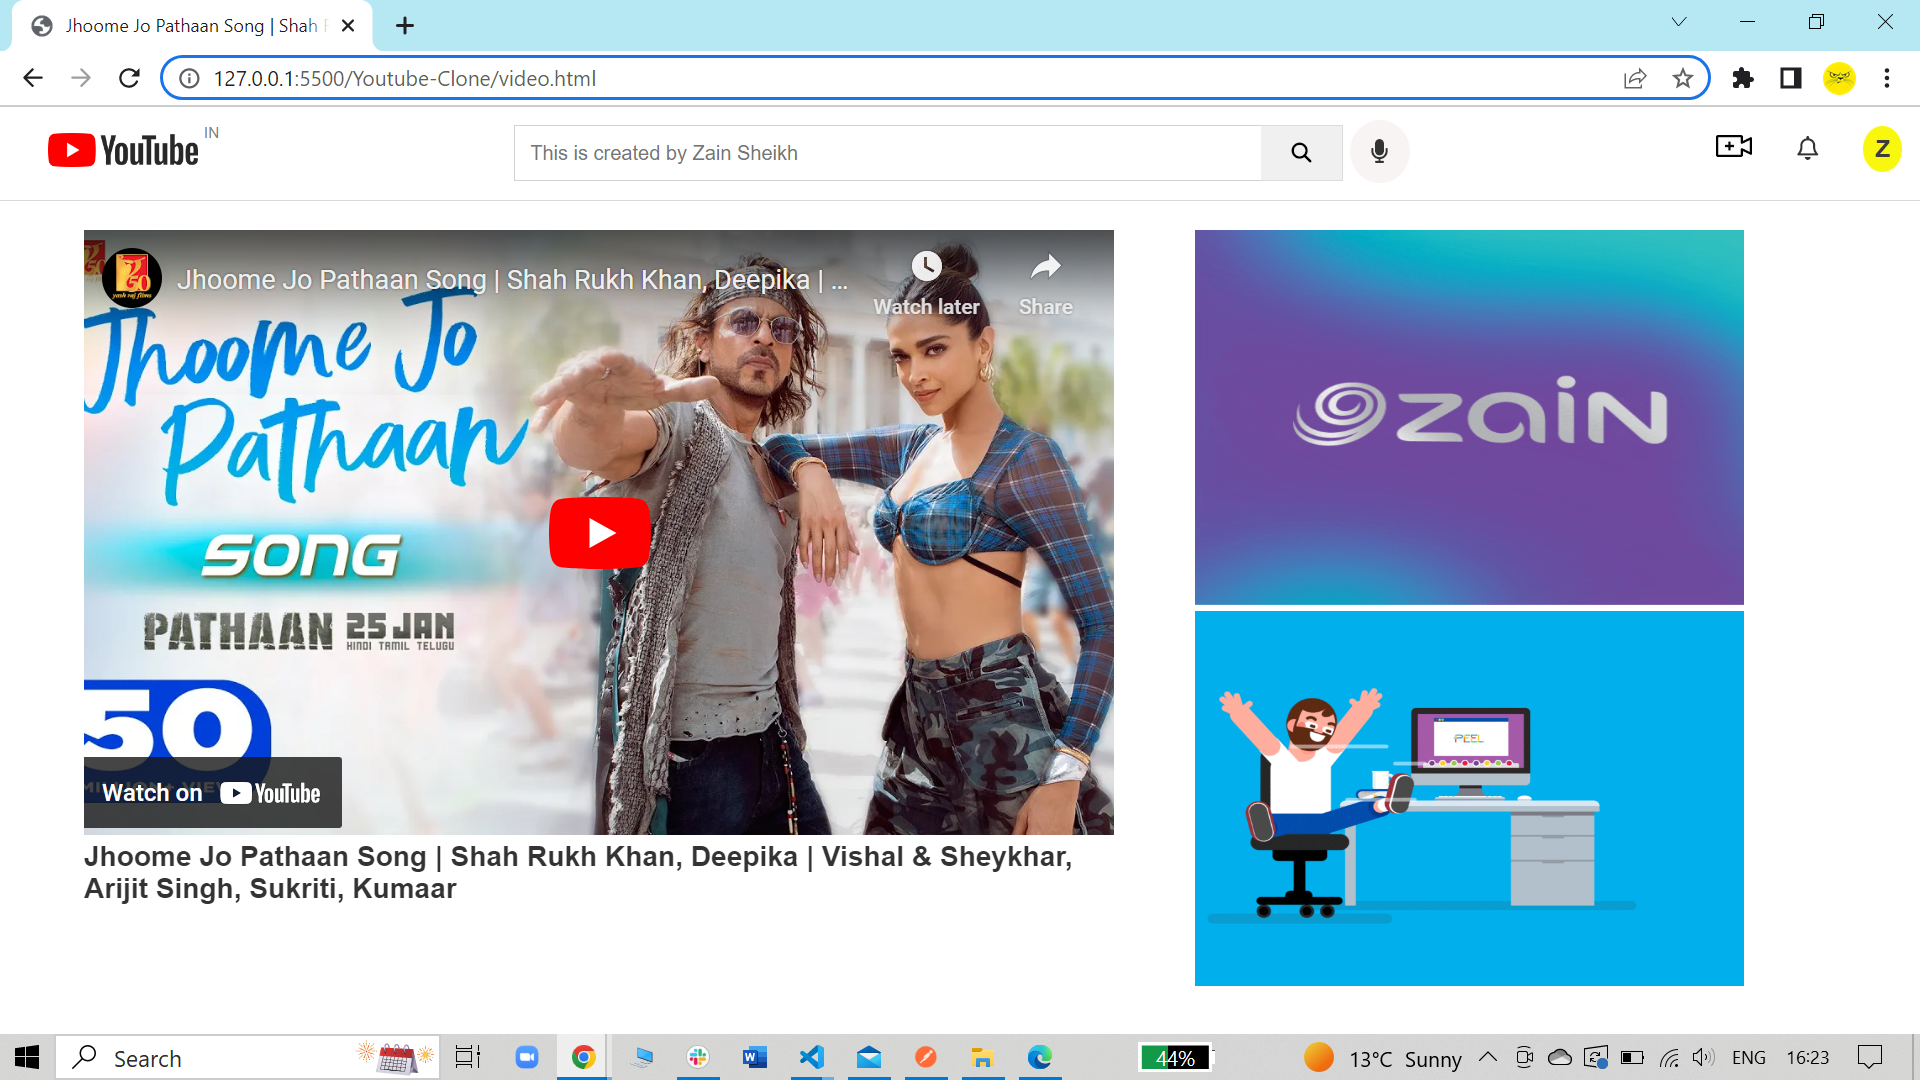 Jhoome Jo Pathaan Song | Shah
127.0.0.1:5500/Youtube-Clone/video.html
YouTube IN
This is created by Zain Sheikh
Z
Jhoome Jo Pathaan Song | Shah Rukh Khan, Deepika | ...
Watch later
Share
yash raj films
Jhoome Jo
Pathaan
SONG
PATHAAN 25 JAN
HINDI TAMIL TELUGU
50
Watch on YouTube
Jhoome Jo Pathaan Song | Shah Rukh Khan, Deepika | Vishal & Sheykhar,
Arijit Singh, Sukriti, Kumaar
zain
PEEL
Search
44%
13°C Sunny
ENG
16:23